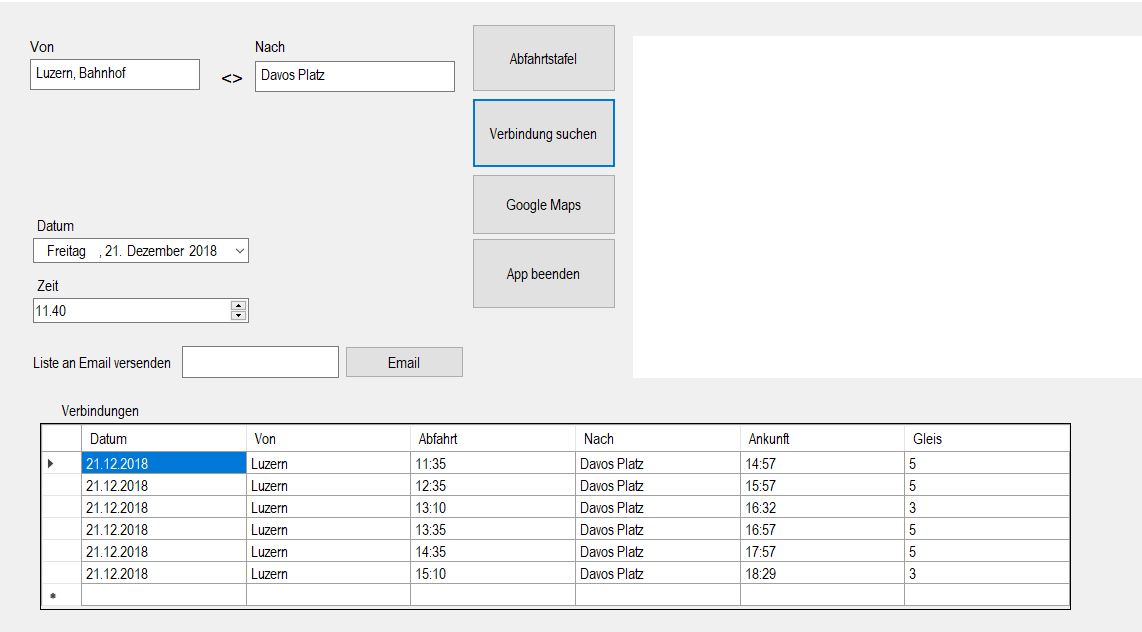 Von Nach
Luzern, Bahnhof <> Davos Platz
Abfahrtstafel
Verbindung suchen
Google Maps
App beenden
Datum
Freitag , 21. Dezember 2018
Zeit
11.40
Liste an Email versenden Email
Verbindungen
Datum Von Abfahrt Nach Ankunft Gleis
21.12.2018 Luzern 11:35 Davos Platz 14:57 5
21.12.2018 Luzern 12:35 Davos Platz 15:57 5
21.12.2018 Luzern 13:10 Davos Platz 16:32 3
21.12.2018 Luzern 13:35 Davos Platz 16:57 5
21.12.2018 Luzern 14:35 Davos Platz 17:57 5
21.12.2018 Luzern 15:10 Davos Platz 18:29 3
*